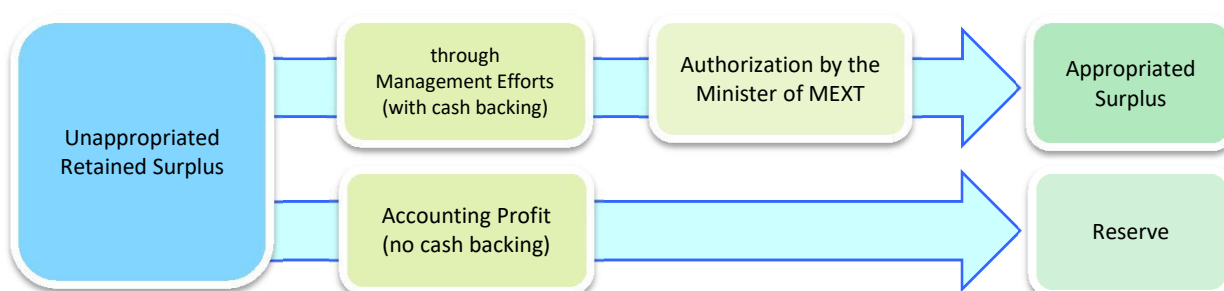 Unappropriated
Retained Surplus
through
Management Efforts
(with cash backing)
Authorization by the
Minister of MEXT
Appropriated
Surplus
Accounting Profit
(no cash backing)
Reserve